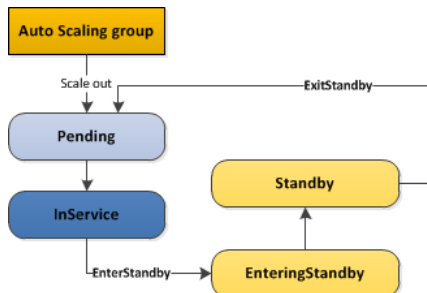 Auto Scaling group
Scale out
ExitStandby
Pending
Standby
InService
EnterStandby
EnteringStandby